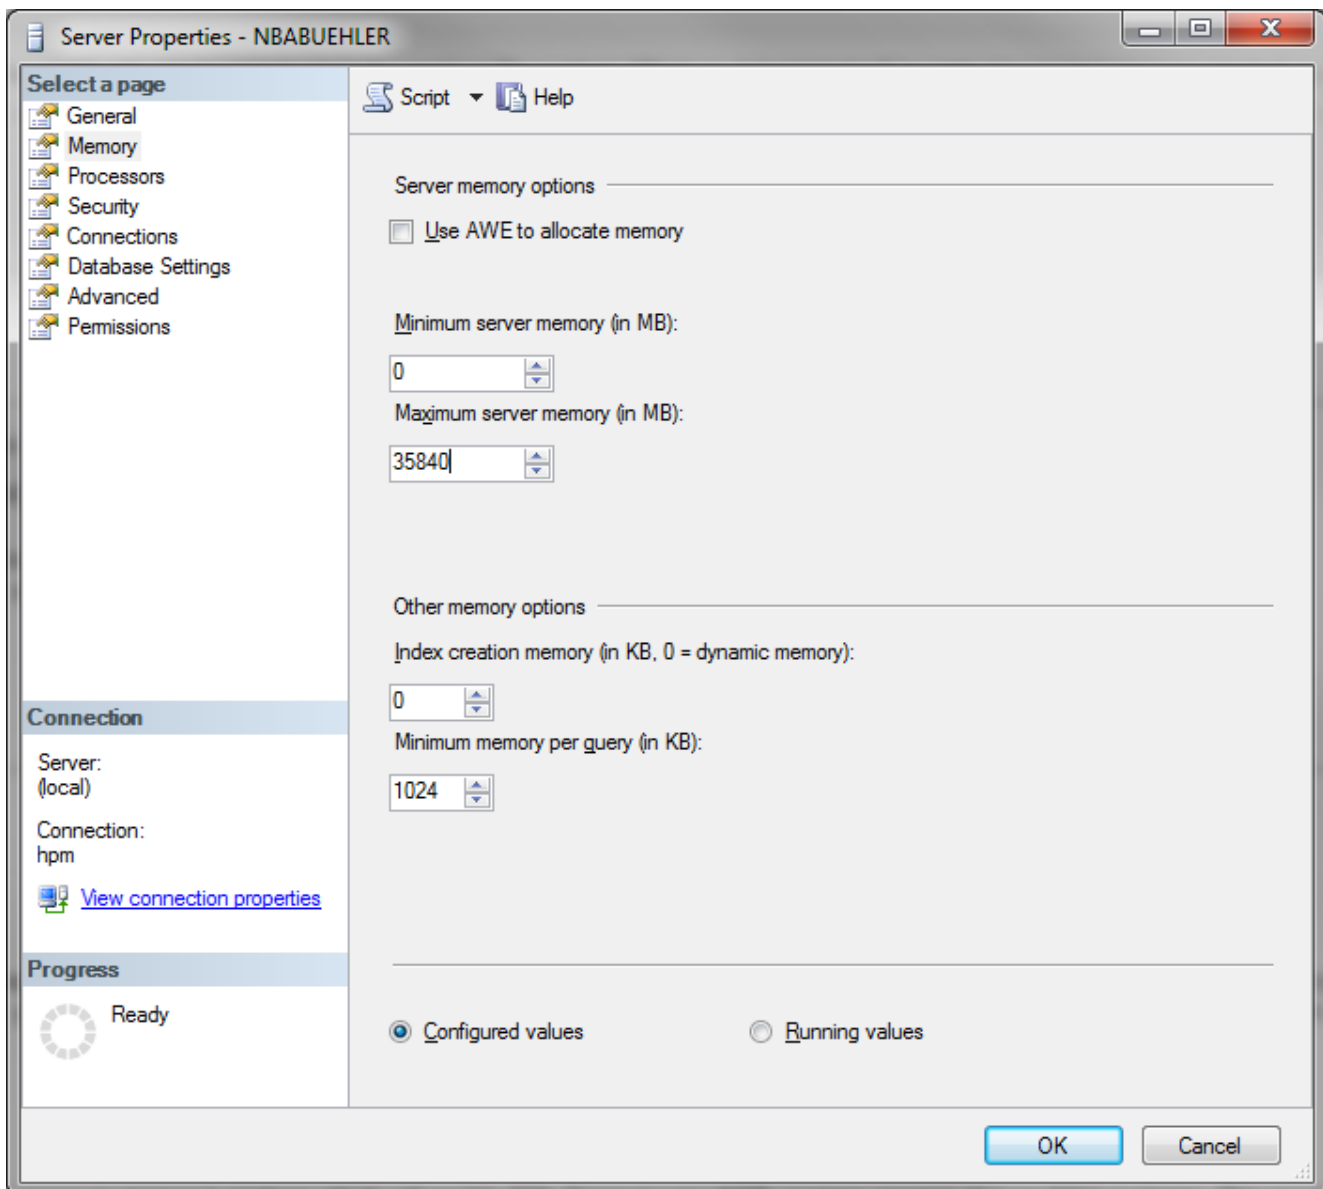 Server Properties - NBABUEHLER
Select a page
General
Memory
Processors
Security
Connections
Database Settings
Advanced
Permissions
Connection
Server:
(local)
Connection:
hpm
View connection properties
Progress
Ready
Script
Help
Server memory options
Use AWE to allocate memory
Minimum server memory (in MB):
0
Maximum server memory (in MB):
35840
Other memory options
Index creation memory (in KB, 0 = dynamic memory):
0
Minimum memory per query (in KB):
1024
Configured values
Running values
OK
Cancel